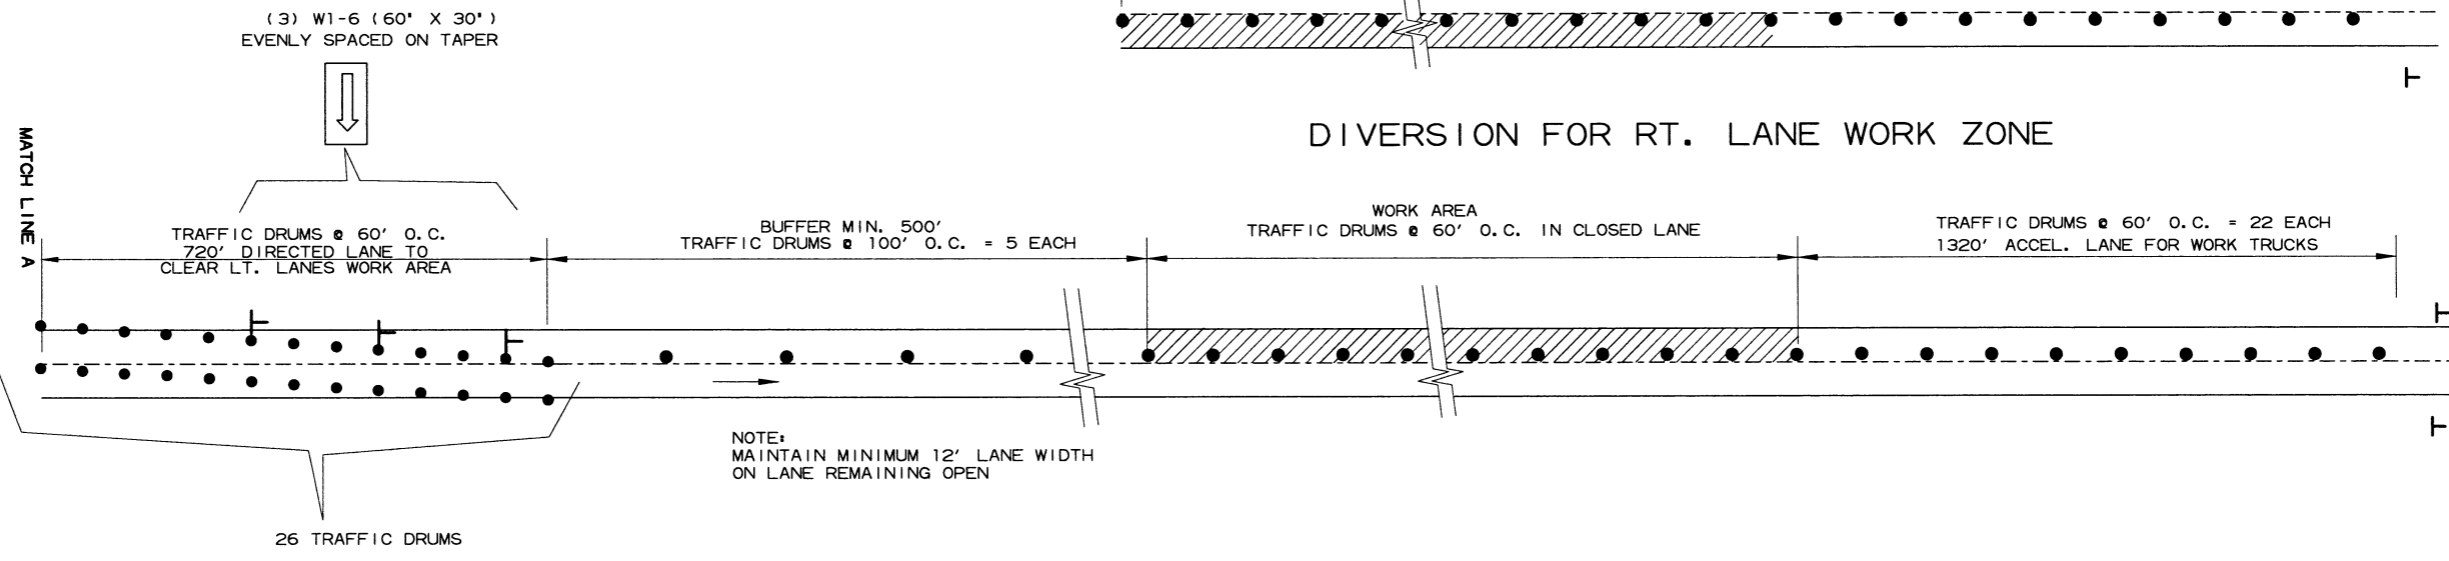 (3) W1-6 (60" X 30")
EVENLY SPACED ON TAPER
DIVERSION FOR RT. LANE WORK ZONE
MATCH LINE A
TRAFFIC DRUMS @ 60' O.C.
720' DIRECTED LANE TO
CLEAR LT. LANES WORK AREA
BUFFER MIN. 500'
TRAFFIC DRUMS @ 100' O.C. = 5 EACH
WORK AREA
TRAFFIC DRUMS @ 60' O.C. IN CLOSED LANE
TRAFFIC DRUMS @ 60' O.C. = 22 EACH
1320' ACCEL. LANE FOR WORK TRUCKS
NOTE:
MAINTAIN MINIMUM 12' LANE WIDTH
ON LANE REMAINING OPEN
26 TRAFFIC DRUMS